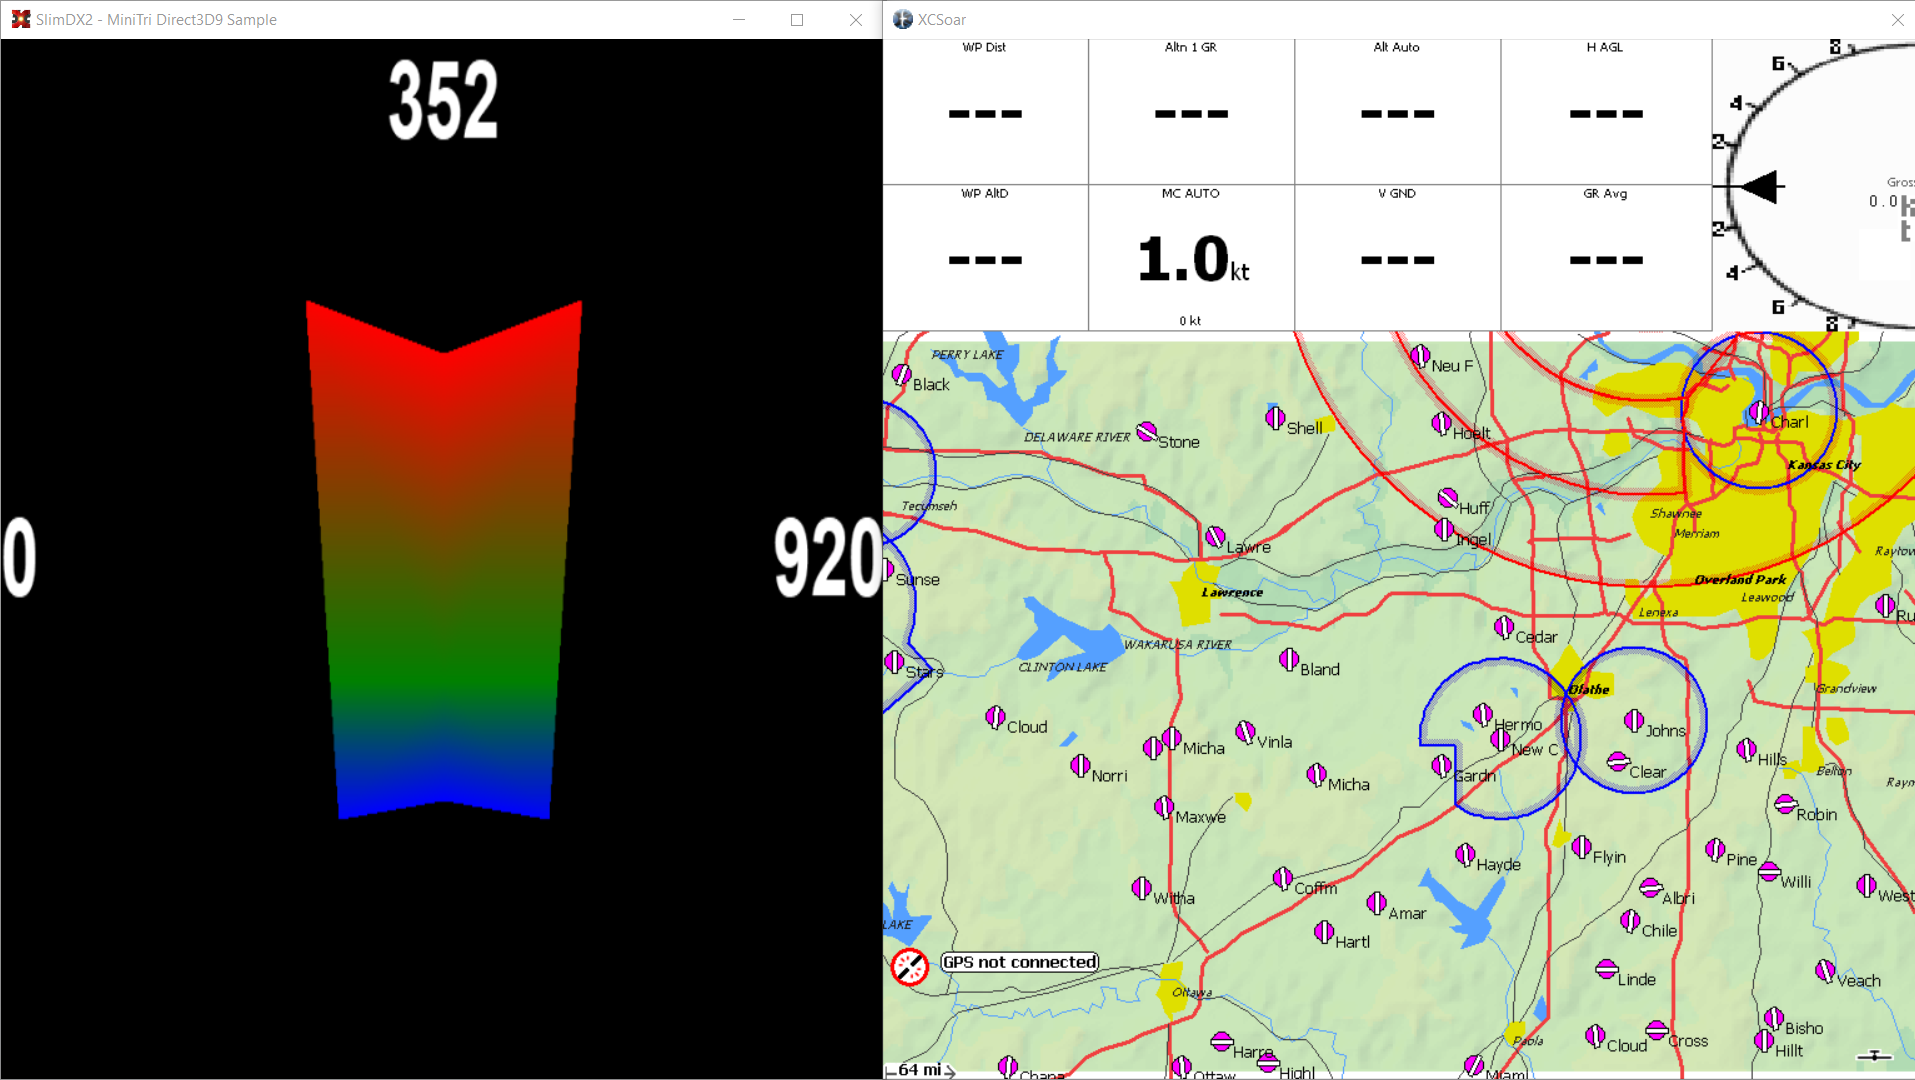 SlimDX2 - MiniTri Direct3D9 Sample
352
0
920
XCSoar
WP Dist
---
Altn 1 GR
---
Alt Auto
---
H AGL
---
WP AltD
---
MC AUTO
1.0kt
0 kt
V GND
---
GR Avg
---
8
6
4
2
2
4
6
8
Gross
0.0
PERRY LAKE
Black
Neu F
DELAWARE RIVER
Stone
Shell
Hoelt
Charl
Kansas City
Tecumseh
Huff
Shawnee
Ingel
Merriam
Lawre
Raytow
Sunse
Overland Park
Lawrence
Leawood
Lenexa
Ru
Cedar
WAKARUSA RIVER
CLINTON LAKE
Bland
Stars
Olathe
Grandview
Cloud
Hermo
Johns
Micha
Vinla
New C
Hills
Norri
Gardn
Clear
Belton
Raym
Micha
Maxwe
Robin
Hayde
Flyin
Pine
Coffm
Willi
Witha
Albri
West
Amar
LAKE
Chile
Hartl
GPS not connected
Linde
Veach
Ottawa
Bisho
Paola
Cloud
Cross
Harre
Hillt
64 mi
Chapa
Ottaw
Highl
Miami